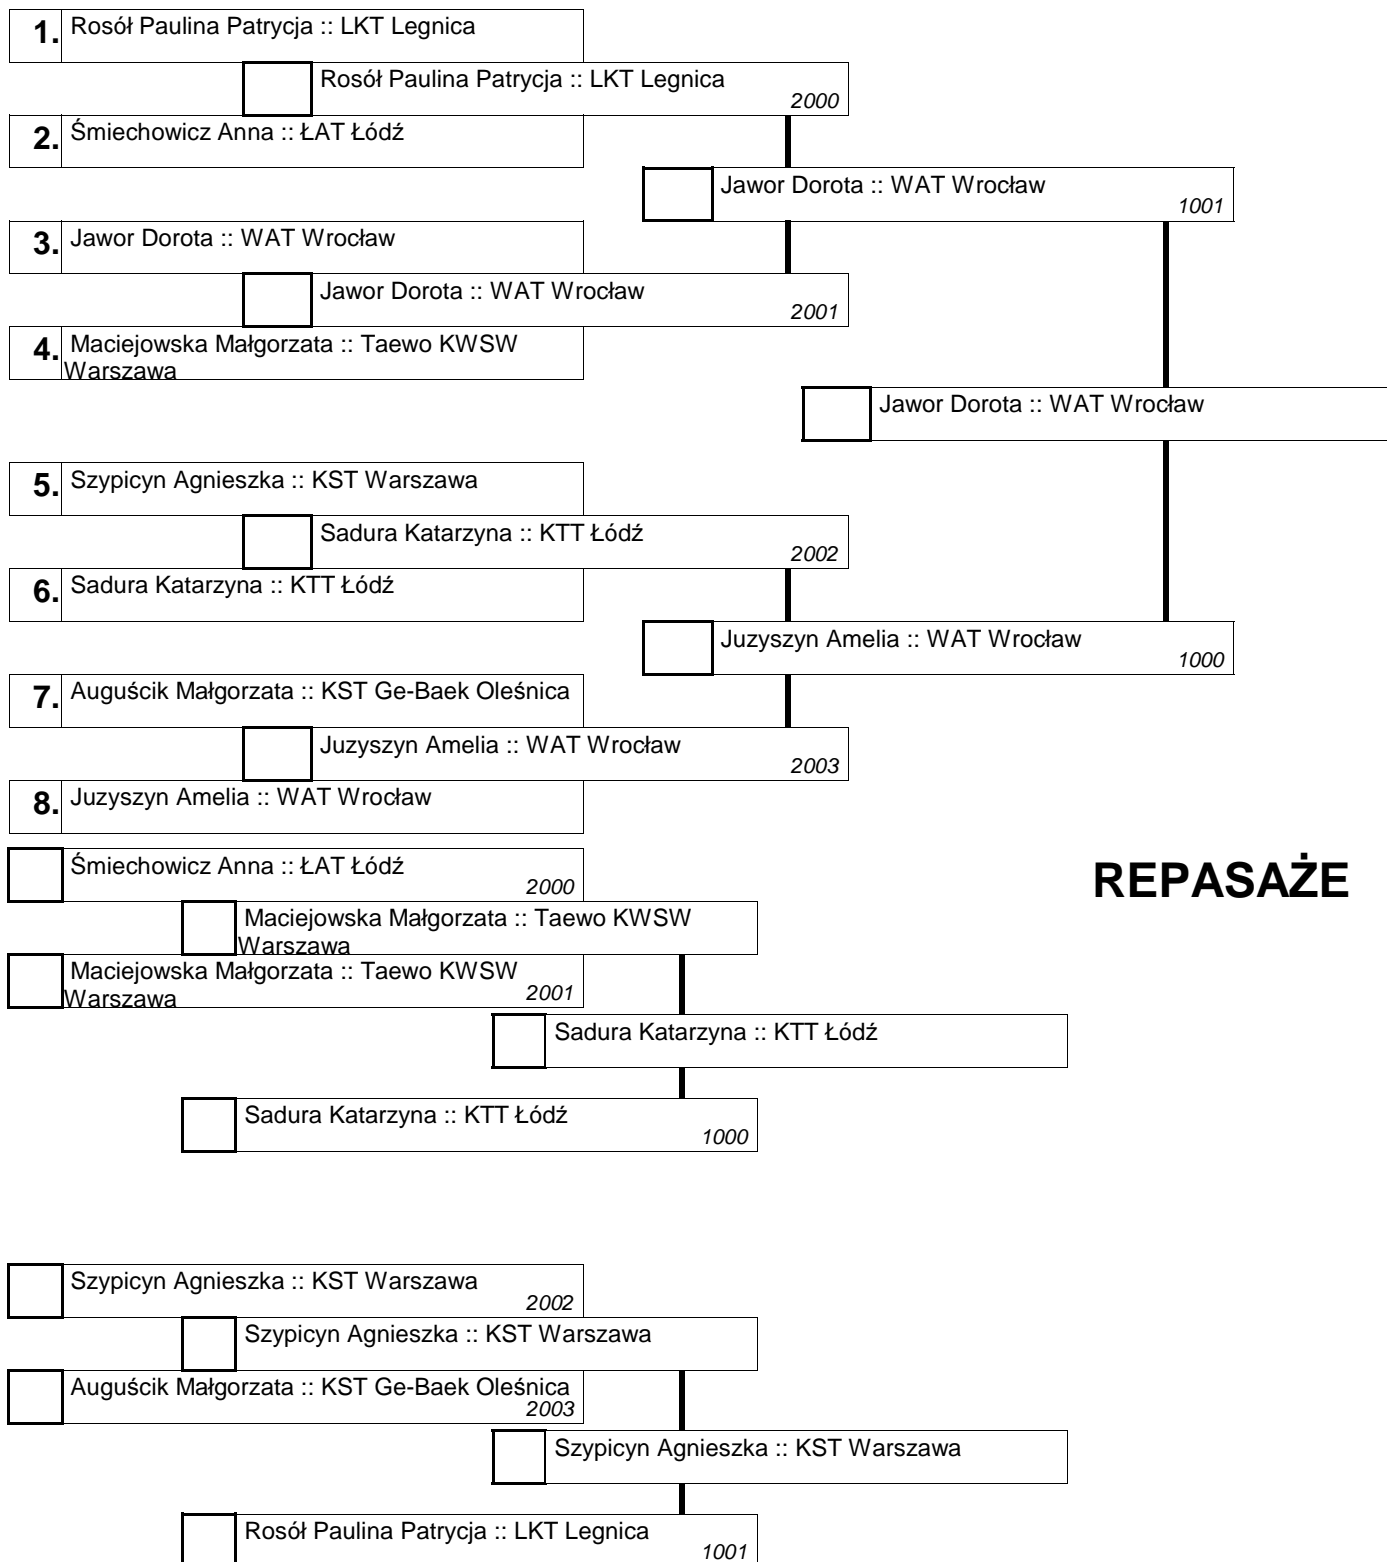 1. Rosół Paulina Patrycja :: LKT Legnica
Rosół Paulina Patrycja :: LKT Legnica
2000
2. Śmiechowicz Anna :: ŁAT Łódź
Jawor Dorota :: WAT Wrocław
1001
3. Jawor Dorota :: WAT Wrocław
Jawor Dorota :: WAT Wrocław
2001
4. Maciejowska Małgorzata :: Taewo KWSW
Warszawa
Jawor Dorota :: WAT Wrocław
5. Szypicyn Agnieszka :: KST Warszawa
Sadura Katarzyna :: KTT Łódź
2002
6. Sadura Katarzyna :: KTT Łódź
Juzyszyn Amelia :: WAT Wrocław
1000
7. Auguścik Małgorzata :: KST Ge-Baek Oleśnica
Juzyszyn Amelia :: WAT Wrocław
2003
8. Juzyszyn Amelia :: WAT Wrocław
REPASAŻE
Śmiechowicz Anna :: ŁAT Łódź
2000
Maciejowska Małgorzata :: Taewo KWSW
Warszawa
Maciejowska Małgorzata :: Taewo KWSW
Warszawa
2001
Sadura Katarzyna :: KTT Łódź
Sadura Katarzyna :: KTT Łódź
1000
Szypicyn Agnieszka :: KST Warszawa
2002
Szypicyn Agnieszka :: KST Warszawa
Auguścik Małgorzata :: KST Ge-Baek Oleśnica
2003
Szypicyn Agnieszka :: KST Warszawa
Rosół Paulina Patrycja :: LKT Legnica
1001